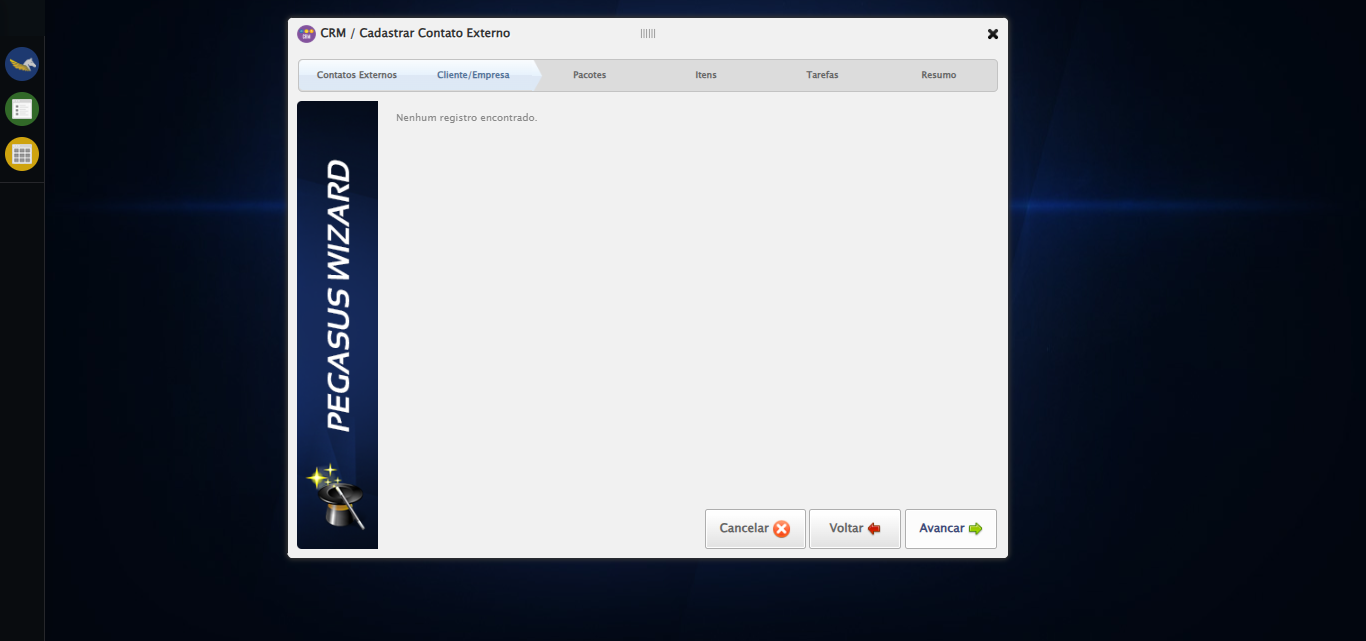 CRM / Cadastrar Contato Externo
Contatos Externos Cliente/Empresa Pacotes Itens Tarefas Resumo
Nenhum registro encontrado.
PEGASUS WIZARD
Cancelar Voltar Avancar